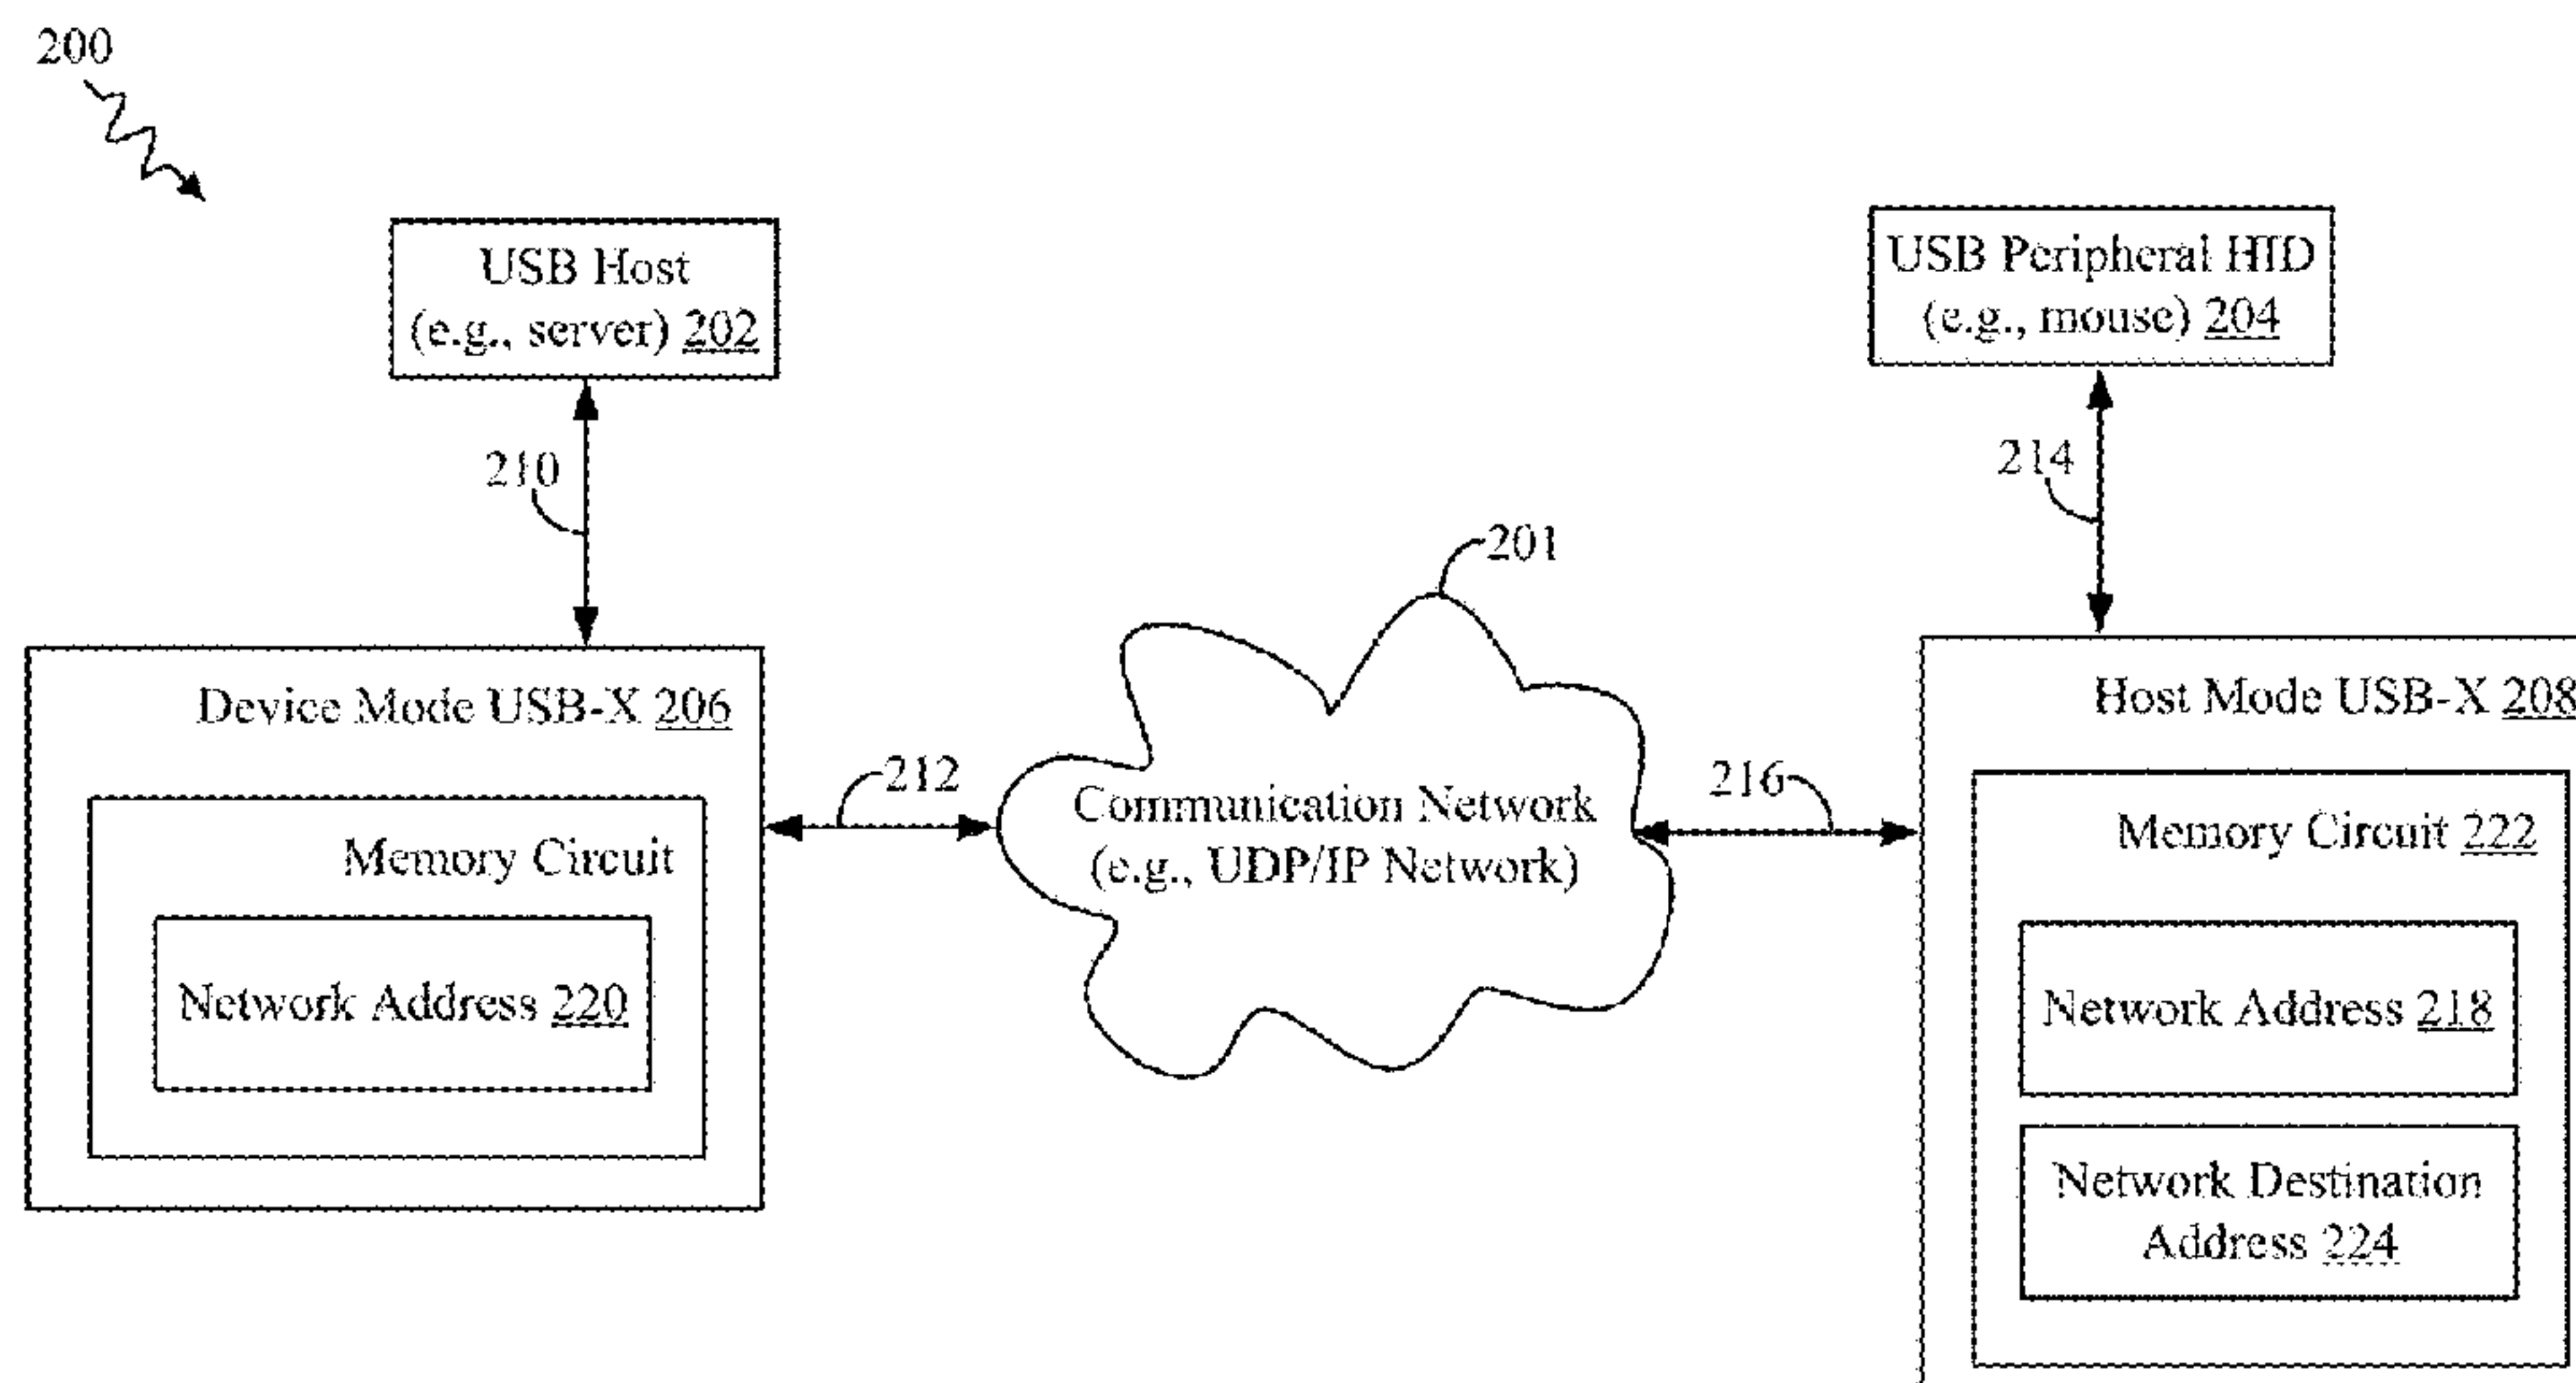 200
USB Host
(e.g., server) 202
USB Peripheral HID
(e.g., mouse) 204
210
214
201
Device Mode USB-X 206
Host Mode USB-X 208
212
216
Communication Network
(e.g., UDP/IP Network)
Memory Circuit
Memory Circuit 222
Network Address 220
Network Address 218
Network Destination
Address 224